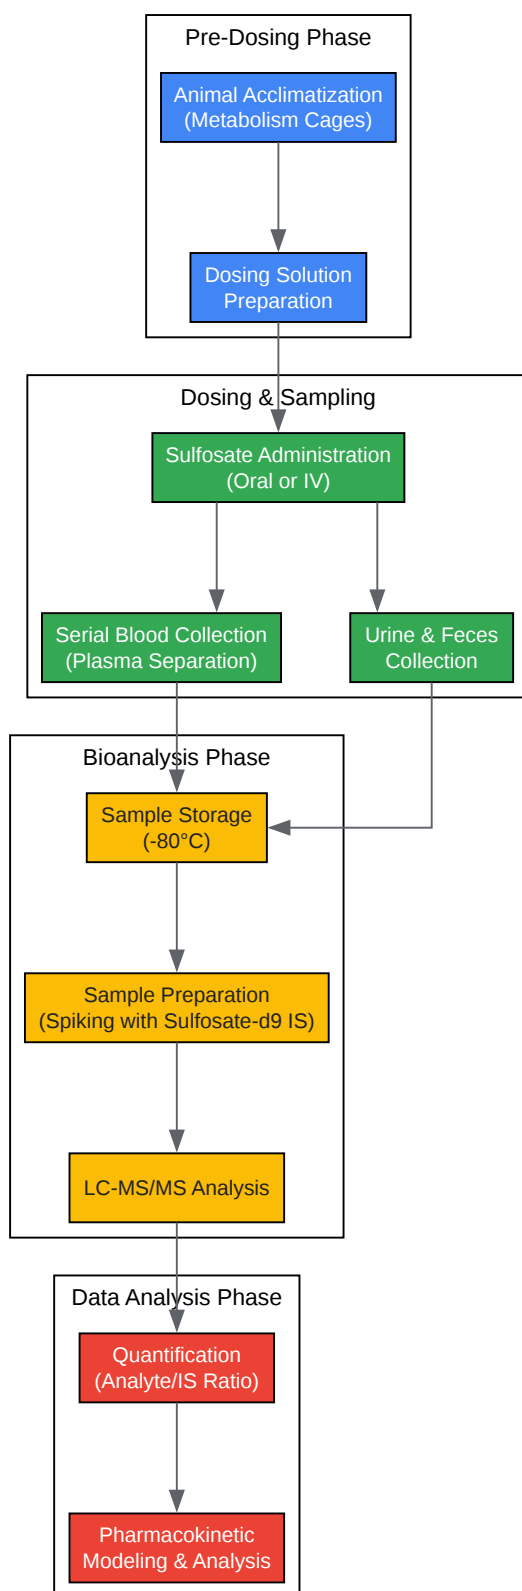 Pre-Dosing Phase
Animal Acclimatization
(Metabolism Cages)
Dosing Solution
Preparation
Dosing & Sampling
Sulfosate Administration
(Oral or IV)
Serial Blood Collection
(Plasma Separation)
Urine & Feces
Collection
Bioanalysis Phase
Sample Storage
(-80°C)
Sample Preparation
(Spiking with Sulfosate-d9 IS)
LC-MS/MS Analysis
Data Analysis Phase
Quantification
(Analyte/IS Ratio)
Pharmacokinetic
Modeling & Analysis